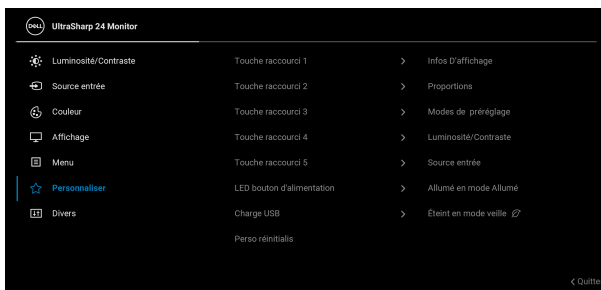 DELL UltraSharp 24 Monitor
Luminosité/Contraste Touche raccourci 1 > Infos D'affichage
Source entrée Touche raccourci 2 > Proportions
Couleur Touche raccourci 3 > Modes de préréglage
Affichage Touche raccourci 4 > Luminosité/Contraste
Menu Touche raccourci 5 > Source entrée
Personnaliser LED bouton d'alimentation > Allumé en mode Allumé
Divers Charge USB > Éteint en mode veille
Perso réinitialis
< Quitte